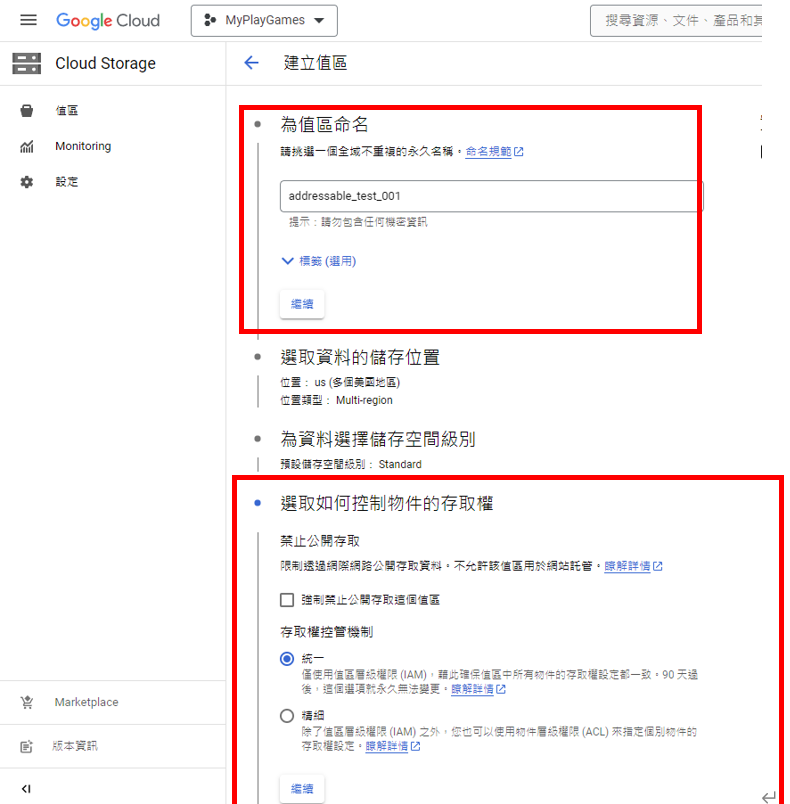 Google Cloud
MyPlayGames
搜尋資源、文件、產品和其
Cloud Storage
建立值區
值區
Monitoring
設定
為值區命名
請挑選一個全域不重複的永久名稱。命名規範
addressable_test_001
提示：請勿包含任何機密資訊
標籤 (選用)
繼續
選取資料的儲存位置
位置： us (多個美國地區)
位置類型： Multi-region
為資料選擇儲存空間級別
預設儲存空間級別： Standard
選取如何控制物件的存取權
禁止公開存取
限制透過網際網路公開存取資料。不允許該值區用於網站託管。瞭解詳情
強制禁止公開存取這個值區
存取權控管機制
統一
僅使用值區層級權限 (IAM)，藉此確保值區中所有物件的存取權設定都一致。90 天過
後，這個選項就永久無法變更。瞭解詳情
精細
除了值區層級權限 (IAM) 之外，您也可以使用物件層級權限 (ACL) 來指定個別物件的
存取權設定。瞭解詳情
繼續
Marketplace
版本資訊